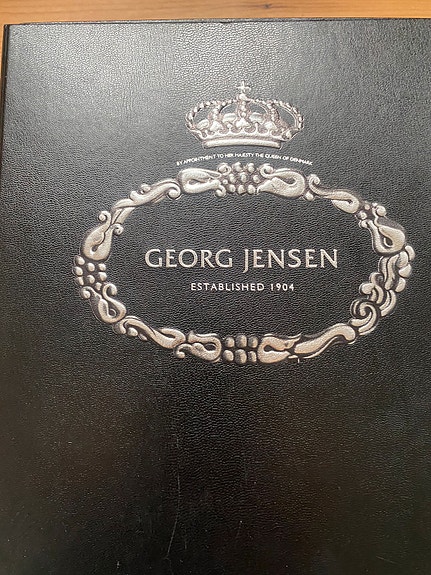 BY APPOINTMENT TO HER MAJESTY THE QUEEN OF DENMARK
GEORG JENSEN
ESTABLISHED 1904